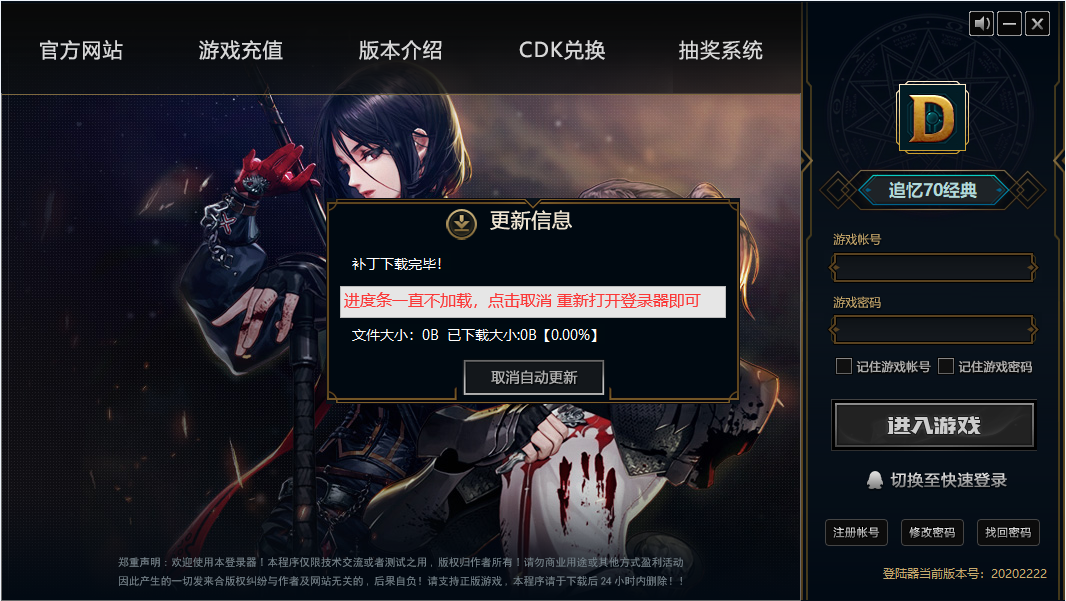 官方网站
游戏充值
版本介绍
CDK兑换
抽奖系统
D
追忆70经典
更新信息
补丁下载完毕!
进度条一直不加载，点击取消 重新打开登录器即可
文件大小：0B 已下载大小:0B【0.00%】
取消自动更新
游戏帐号
游戏密码
记住游戏帐号
记住游戏密码
进入游戏
切换至快速登录
注册帐号
修改密码
找回密码
郑重声明：欢迎使用本登录器！本程序仅限技术交流或者测试之用，版权归作者所有！请勿商业用途或其他方式盈利活动
因此产生的一切发来合版权纠纷与作者及网站无关的，后果自负！请支持正版游戏，本程序请于下载后 24 小时内删除！！
登陆器当前版本号：20202222